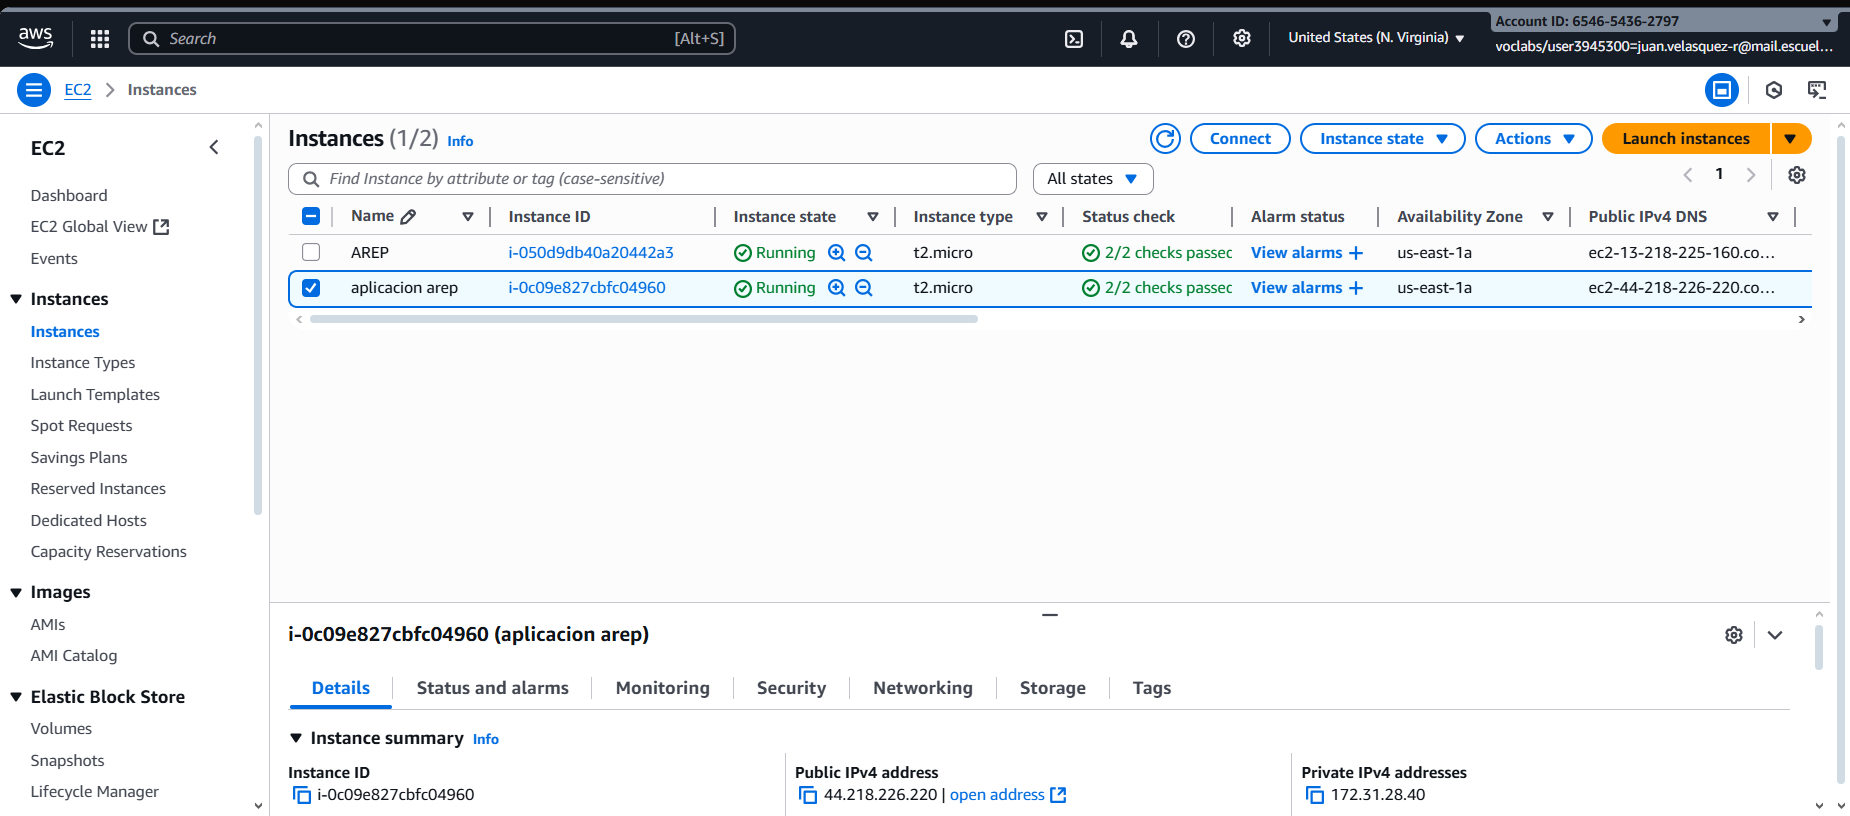 aws
Search [Alt+S]
United States (N. Virginia)
Account ID: 6546-5436-2797
voclabs/user3945300=juan.velasquez-r@mail.escuel...
EC2 Instances
EC2
Dashboard
EC2 Global View
Events
Instances
Instances
Instance Types
Launch Templates
Spot Requests
Savings Plans
Reserved Instances
Dedicated Hosts
Capacity Reservations
Images
AMIs
AMI Catalog
Elastic Block Store
Volumes
Snapshots
Lifecycle Manager
Instances (1/2) Info
Connect Instance state Actions Launch instances
Find Instance by attribute or tag (case-sensitive) All states 1
Name Instance ID Instance state Instance type Status check Alarm status Availability Zone Public IPv4 DNS
AREP i-050d9db40a20442a3 Running t2.micro 2/2 checks passec View alarms + us-east-1a ec2-13-218-225-160.co...
aplicacion arep i-0c09e827cbfc04960 Running t2.micro 2/2 checks passec View alarms + us-east-1a ec2-44-218-226-220.co...
i-0c09e827cbfc04960 (aplicacion arep)
Details Status and alarms Monitoring Security Networking Storage Tags
Instance summary Info
Instance ID Public IPv4 address Private IPv4 addresses
i-0c09e827cbfc04960 44.218.226.220 | open address 172.31.28.40